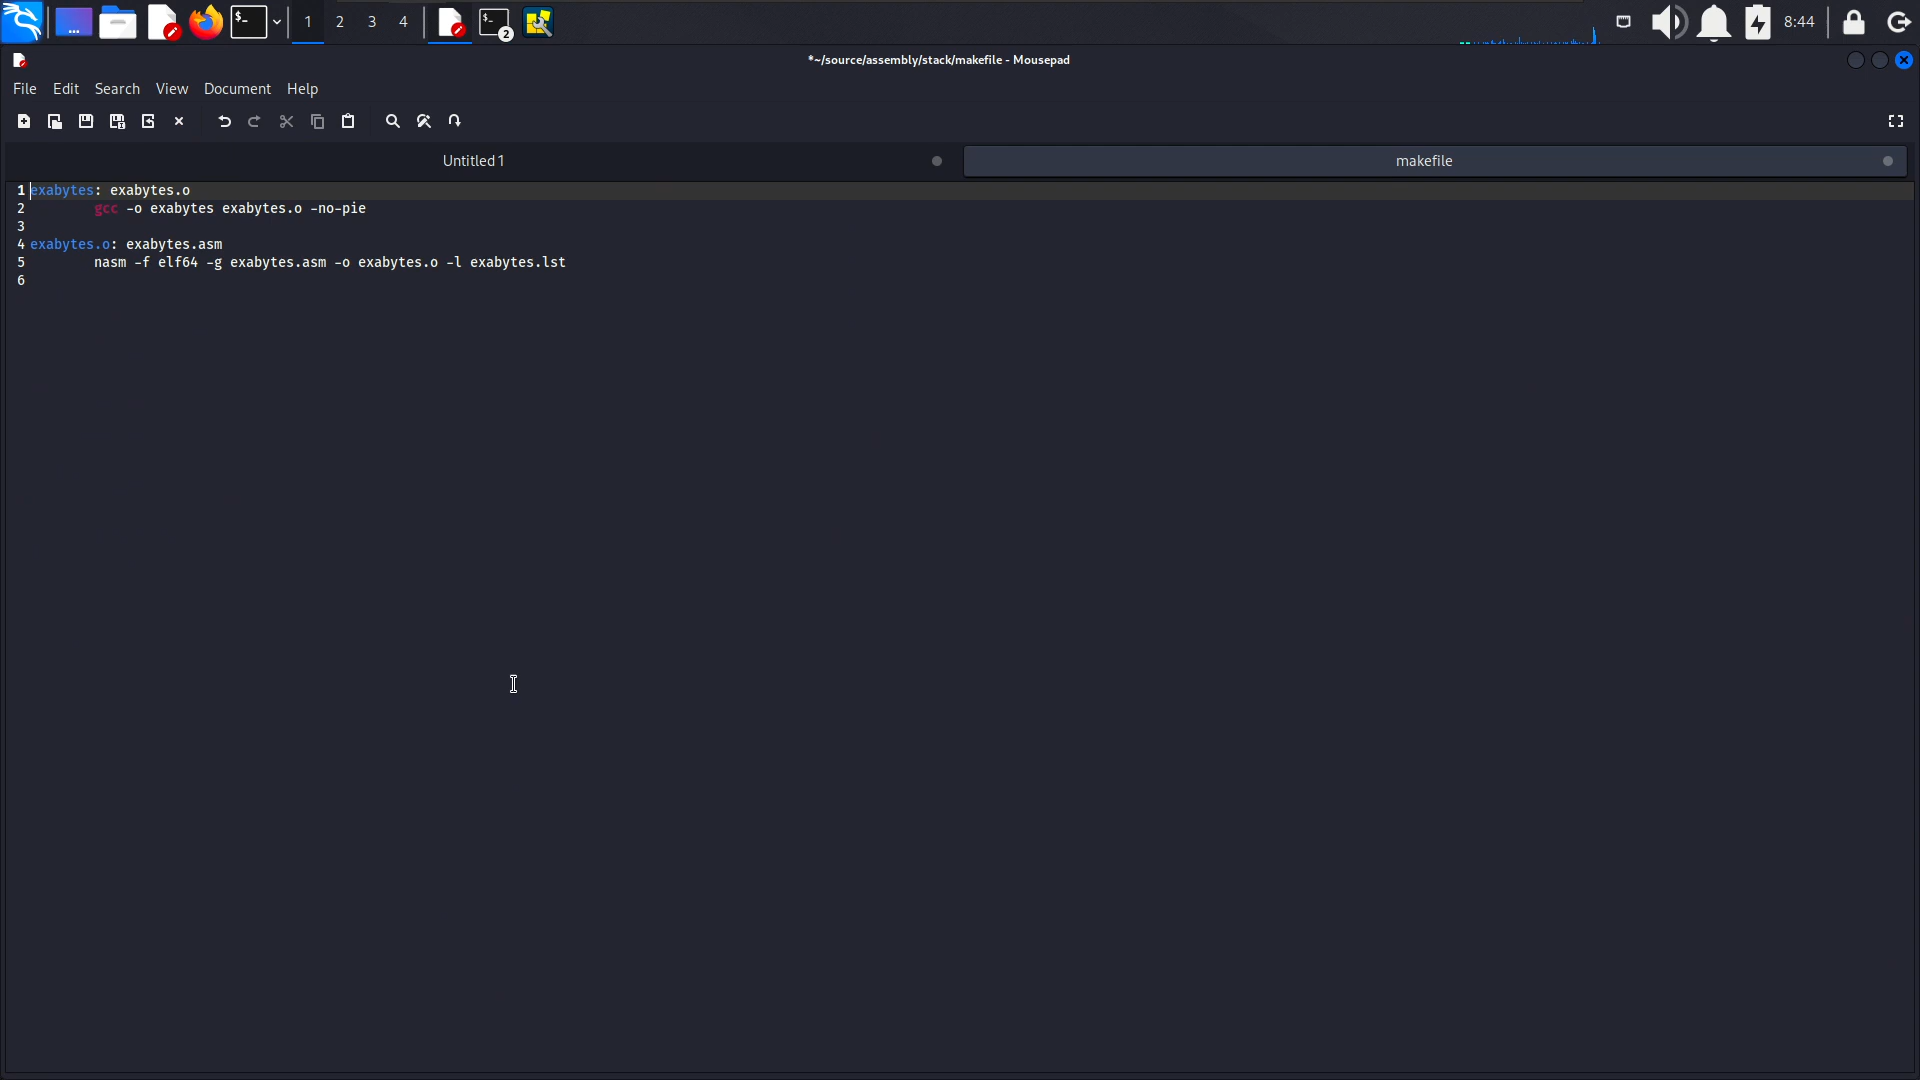 $-
1
2
3
4
$-
2
8:44
*~/source/assembly/stack/makefile - Mousepad
File
Edit
Search
View
Document
Help
Untitled 1
makefile
1 exabytes: exabytes.o
2 gcc -o exabytes exabytes.o -no-pie
3
4 exabytes.o: exabytes.asm
5 nasm -f elf64 -g exabytes.asm -o exabytes.o -l exabytes.lst
6